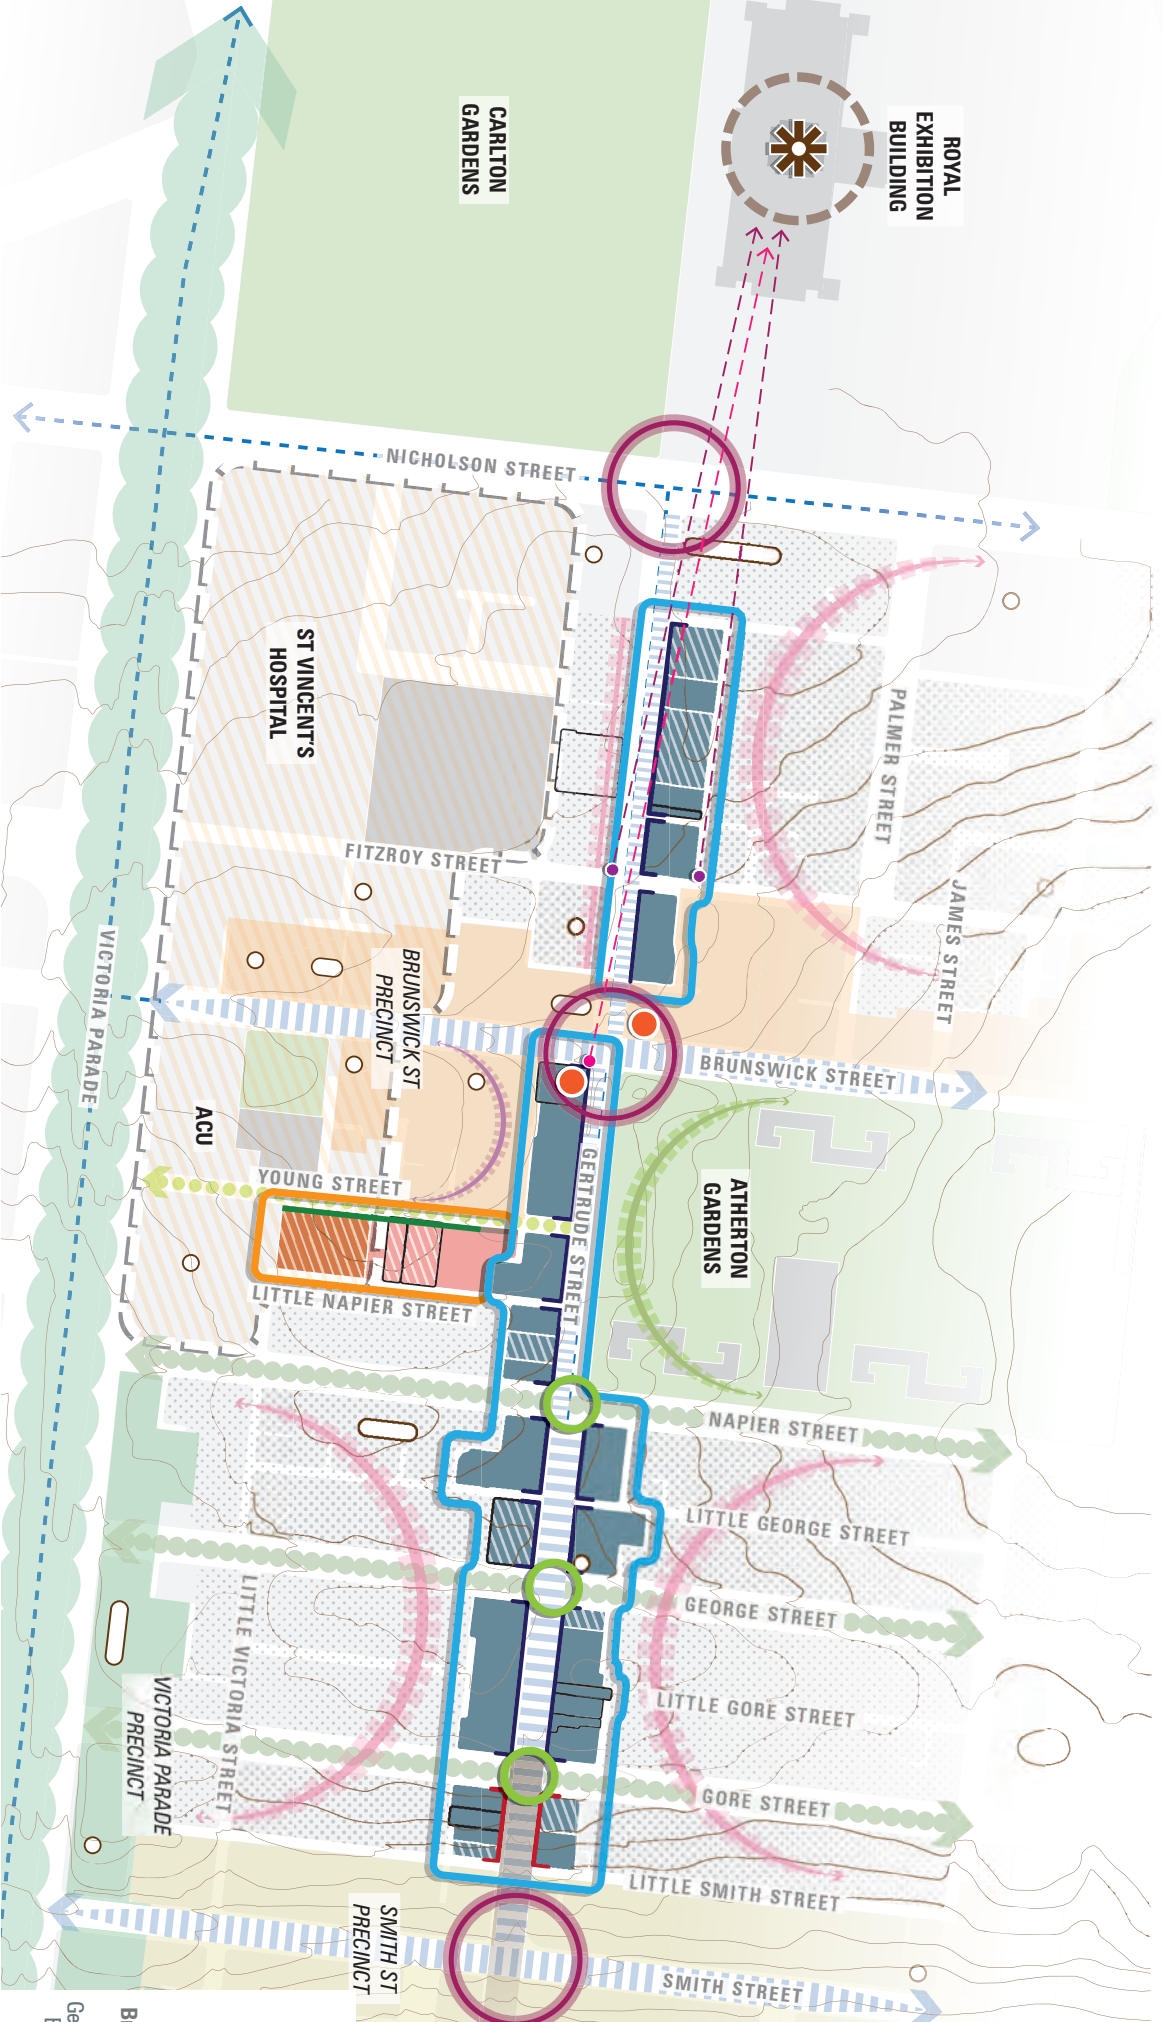 ROYAL
EXHIBITION
BUILDING
CARLTON
GARDENS
NICHOLSON STREET
ST VINCENT'S
HOSPITAL
PALMER STREET
FITZROY STREET
JAMES STREET
VICTORIA PARADE
BRUNSWICK ST
PRECINCT
BRUNSWICK STREET
ACU
GERTRUDE STREET
ATHERTON
GARDENS
YOUNG STREET
LITTLE NAPIER STREET
NAPIER STREET
LITTLE GEORGE STREET
GEORGE STREET
LITTLE VICTORIA STREET
LITTLE GORE STREET
VICTORIA PARADE
PRECINCT
GORE STREET
LITTLE SMITH STREET
SMITH ST
PRECINCT
SMITH STREET